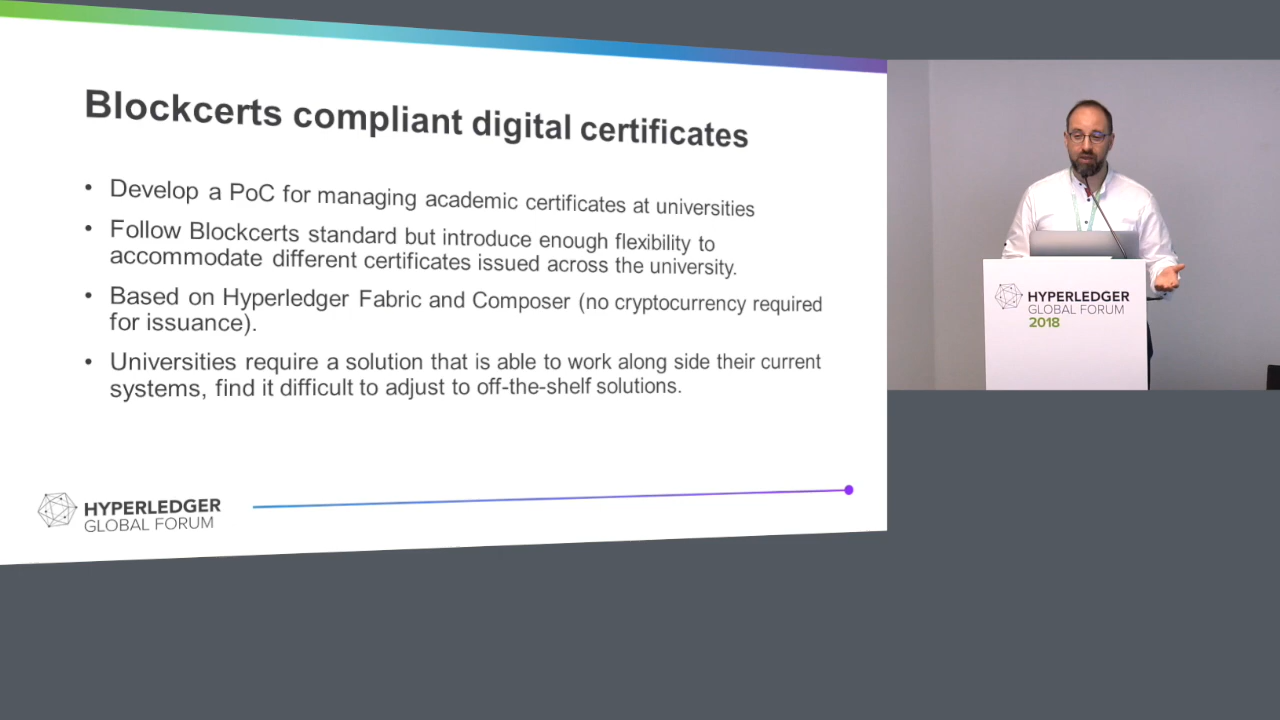 Blockcerts compliant digital certificates
• Develop a PoC for managing academic certificates at universities
• Follow Blockcerts standard but introduce enough flexibility to
accommodate different certificates issued across the university.
• Based on Hyperledger Fabric and Composer (no cryptocurrency required
for issuance).
• Universities require a solution that is able to work along side their current
systems, find it difficult to adjust to off-the-shelf solutions.
HYPERLEDGER
GLOBAL FORUM
HYPERLEDGER
GLOBAL FORUM
2018